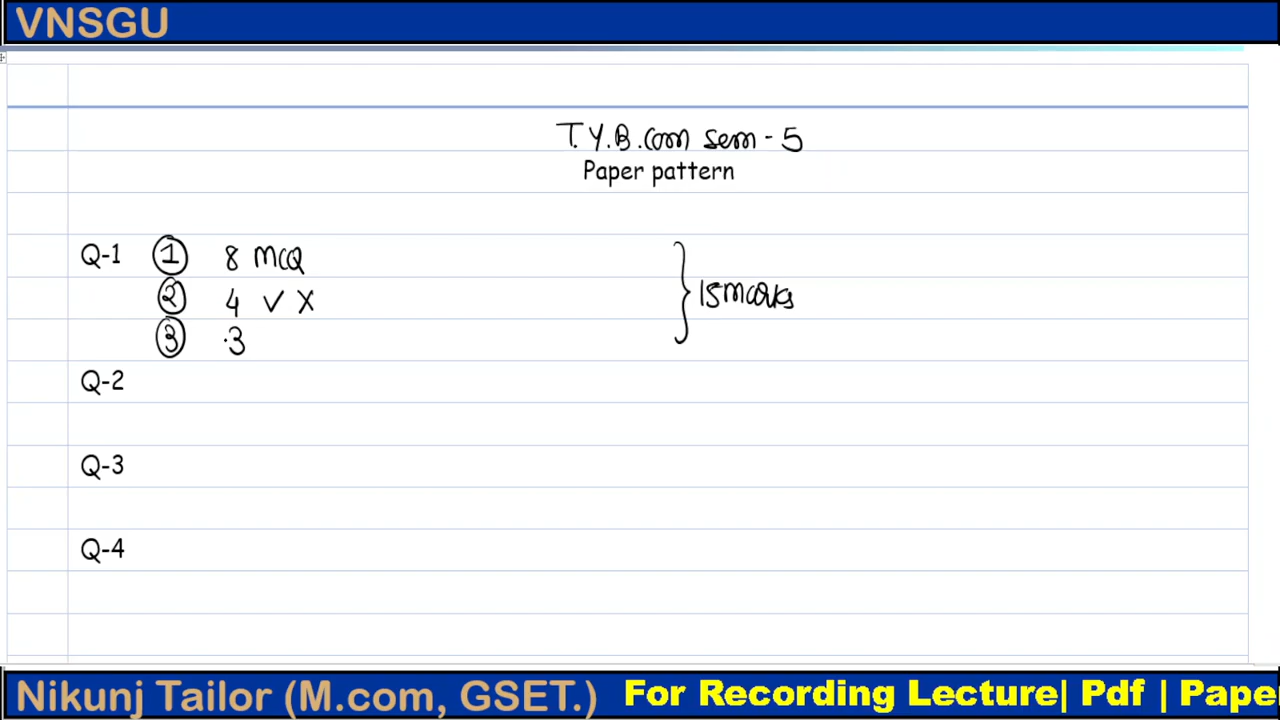 VNSGU
T.Y.B.Com Sem - 5
Paper pattern
Q-1 ① 8 MCQ
② 4 ✓ X
③ 3
15 marks
Q-2
Q-3
Q-4
Nikunj Tailor (M.com, GSET.) For Recording Lecture| Pdf | Pape